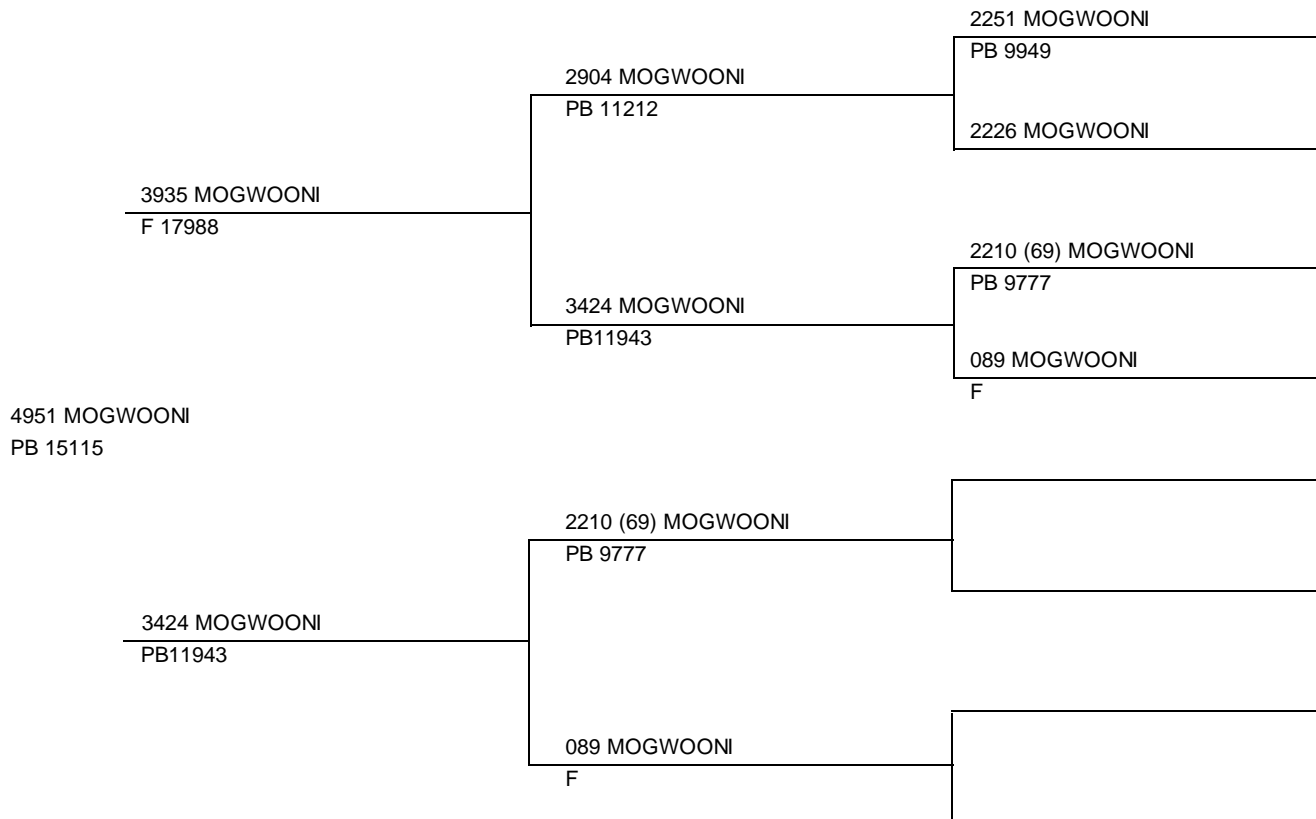 2251 MOGWOONI
PB 9949
2904 MOGWOONI
PB 11212
2226 MOGWOONI
3935 MOGWOONI
F 17988
2210 (69) MOGWOONI
PB 9777
3424 MOGWOONI
PB11943
089 MOGWOONI
F
4951 MOGWOONI
PB 15115
2210 (69) MOGWOONI
PB 9777
3424 MOGWOONI
PB11943
089 MOGWOONI
F